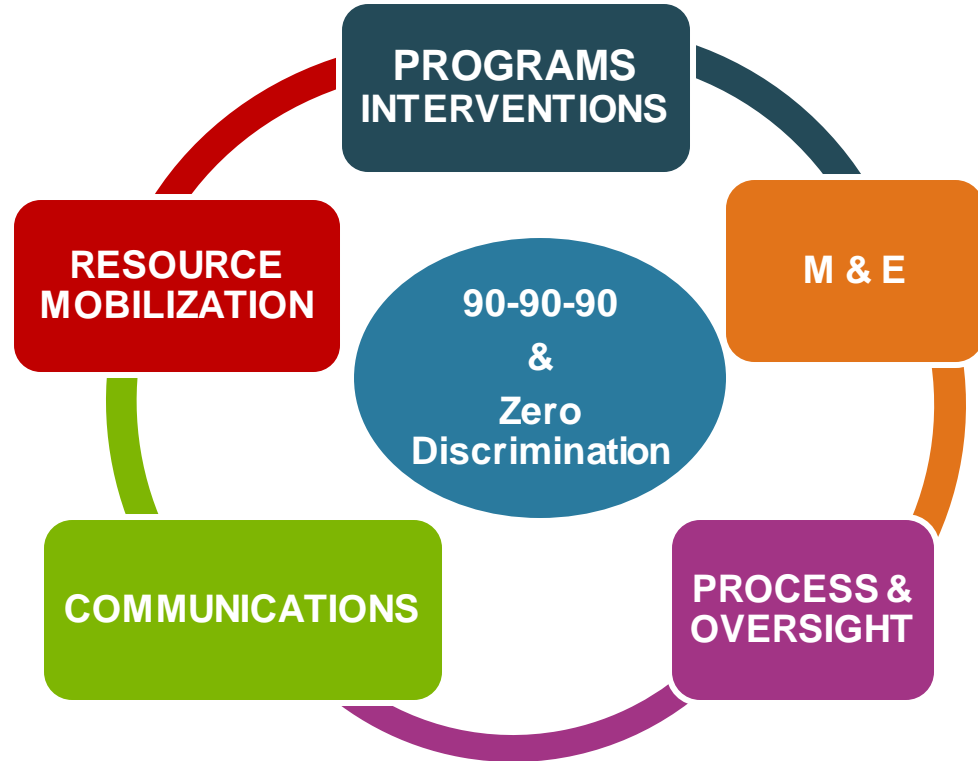 PROGRAMS
INTERVENTIONS
M & E
PROCESS &
OVERSIGHT
COMMUNICATIONS
RESOURCE
MOBILIZATION
90-90-90
&
Zero
Discrimination